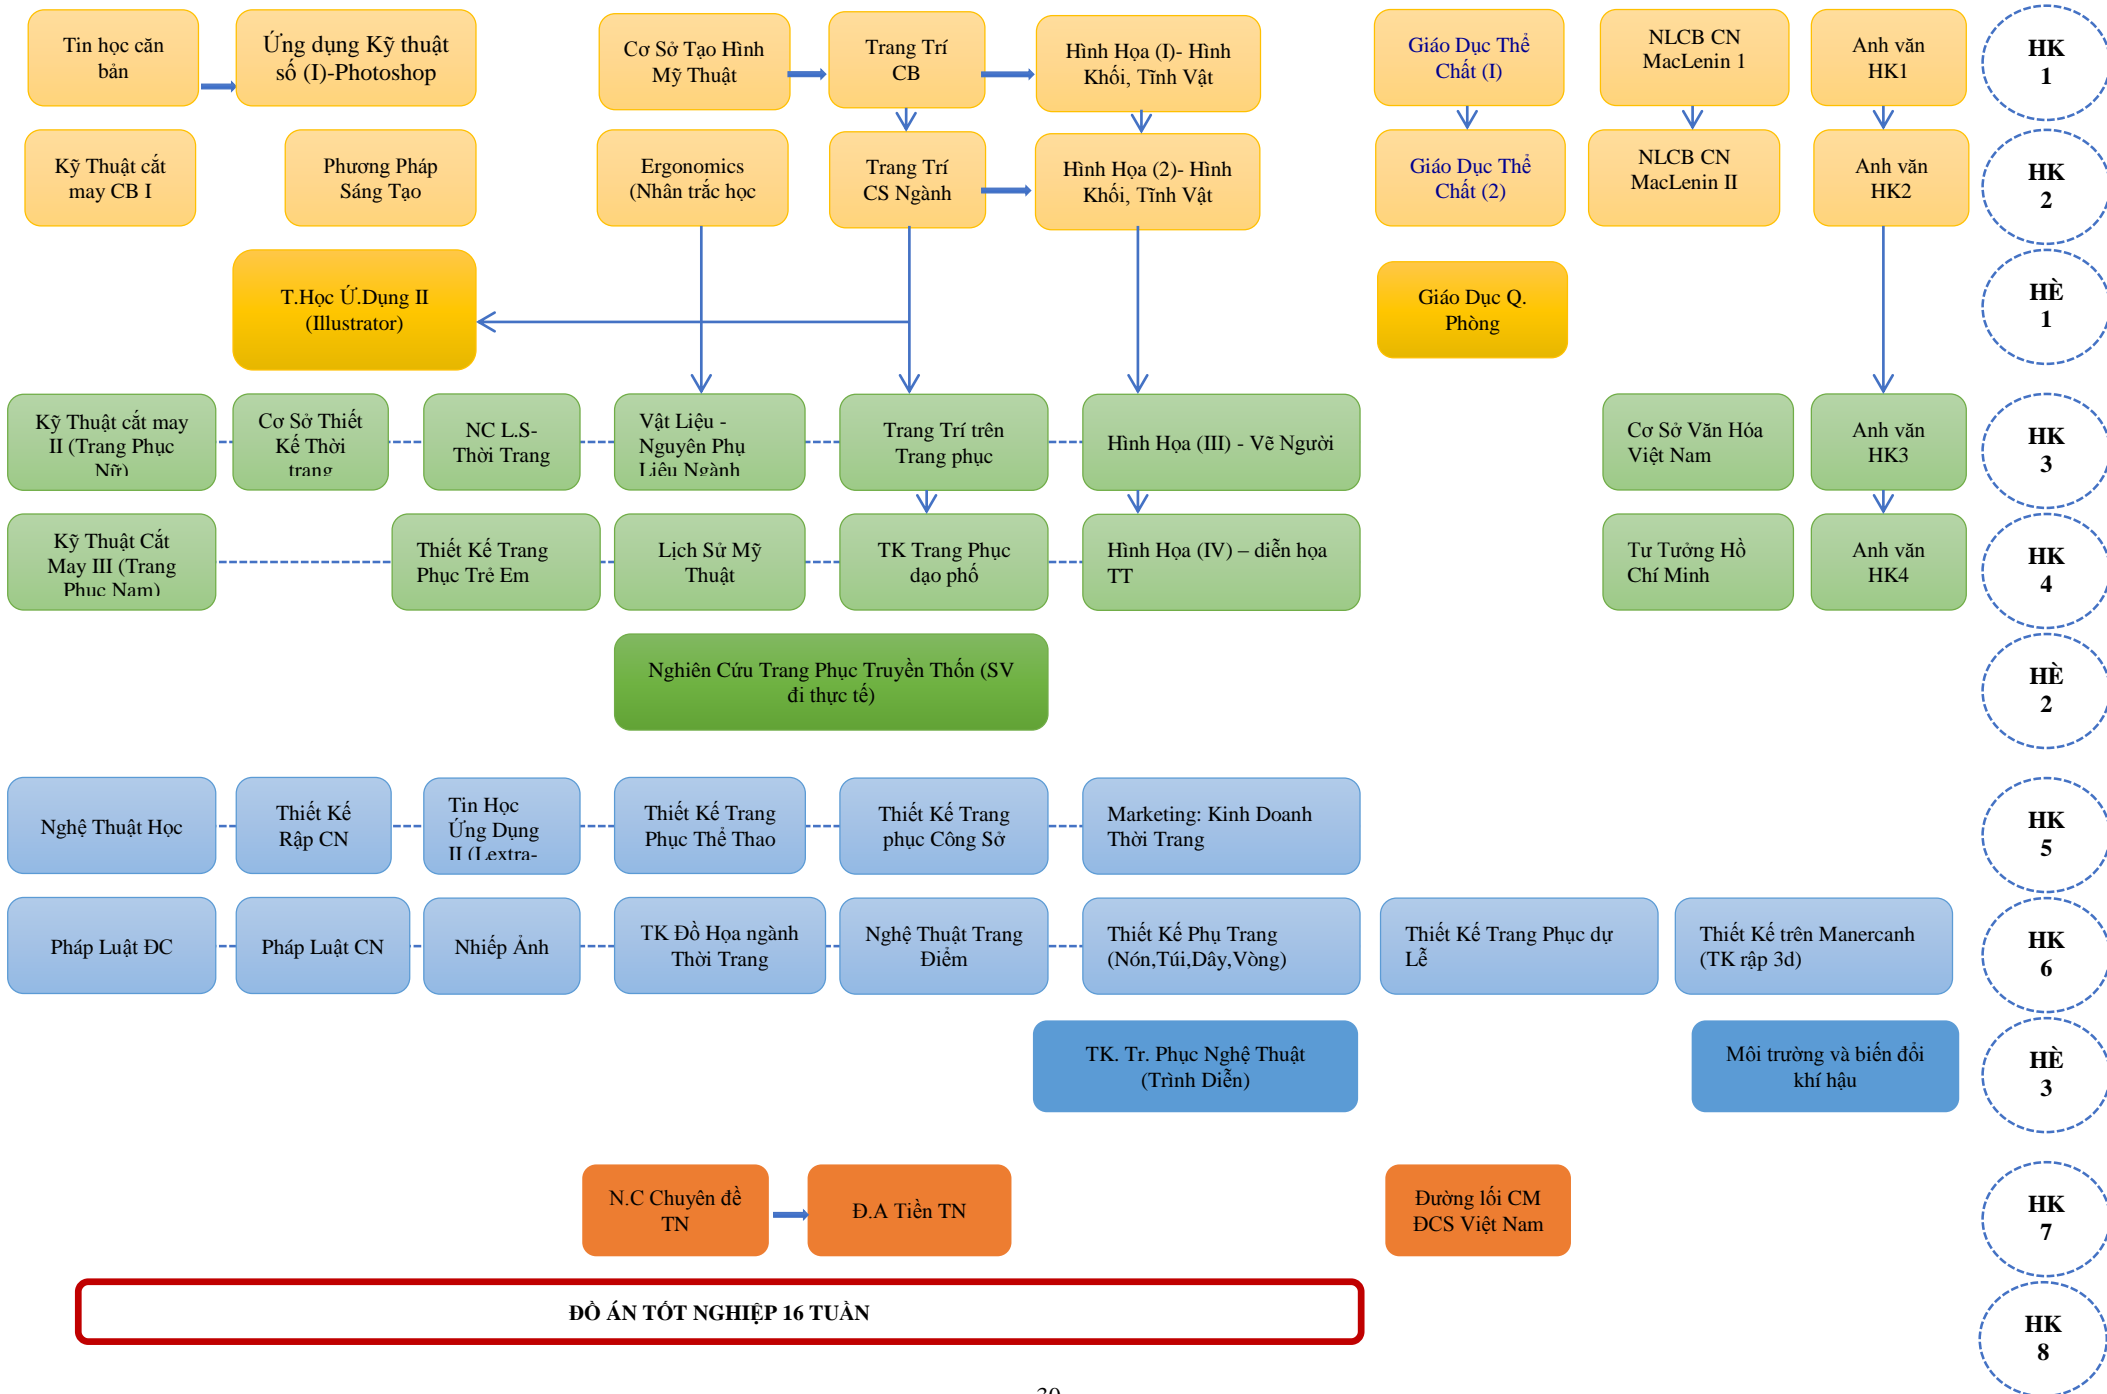 Tin học căn
bản
Ứng dụng Kỹ thuật
số (I)-Photoshop
Cơ Sở Tạo Hình
Mỹ Thuật
Trang Trí
CB
Hình Họa (I)- Hình
Khối, Tĩnh Vật
Giáo Dục Thể
Chất (I)
NLCB CN
MacLenin 1
Anh văn
HK1
HK
1
Kỹ Thuật cắt
may CB I
Phương Pháp
Sáng Tạo
Ergonomics
(Nhân trắc học
Trang Trí
CS Ngành
Hình Họa (2)- Hình
Khối, Tĩnh Vật
Giáo Dục Thể
Chất (2)
NLCB CN
MacLenin II
Anh văn
HK2
HK
2
T.Học Ứ.Dụng II
(Illustrator)
Giáo Dục Q.
Phòng
HÈ
1
Kỹ Thuật cắt may
II (Trang Phục
Nữ)
Cơ Sở Thiết
Kế Thời
trang
NC L.S-
Thời Trang
Vật Liệu -
Nguyên Phụ
Liệu Ngành
Trang Trí trên
Trang phục
Hình Họa (III) - Vẽ Người
Cơ Sở Văn Hóa
Việt Nam
Anh văn
HK3
HK
3
Kỹ Thuật Cắt
May III (Trang
Phục Nam)
Thiết Kế Trang
Phục Trẻ Em
Lịch Sử Mỹ
Thuật
TK Trang Phục
dạo phố
Hình Họa (IV) – diễn họa
TT
Tư Tưởng Hồ
Chí Minh
Anh văn
HK4
HK
4
Nghiên Cứu Trang Phục Truyền Thốn (SV
đi thực tế)
HÈ
2
Nghệ Thuật Học
Thiết Kế
Rập CN
Tin Học
Ứng Dụng
II (Lextra-
Thiết Kế Trang
Phục Thể Thao
Thiết Kế Trang
phục Công Sở
Marketing: Kinh Doanh
Thời Trang
HK
5
Pháp Luật ĐC
Pháp Luật CN
Nhiếp Ảnh
TK Đồ Họa ngành
Thời Trang
Nghệ Thuật Trang
Điểm
Thiết Kế Phụ Trang
(Nón,Túi,Dây,Vòng)
Thiết Kế Trang Phục dự
Lễ
Thiết Kế trên Manercanh
(TK rập 3d)
HK
6
TK. Tr. Phục Nghệ Thuật
(Trình Diễn)
Môi trường và biến đổi
khí hậu
HÈ
3
N.C Chuyên đề
TN
Đ.A Tiền TN
Đường lối CM
ĐCS Việt Nam
HK
7
ĐỒ ÁN TỐT NGHIỆP 16 TUẦN
HK
8
30